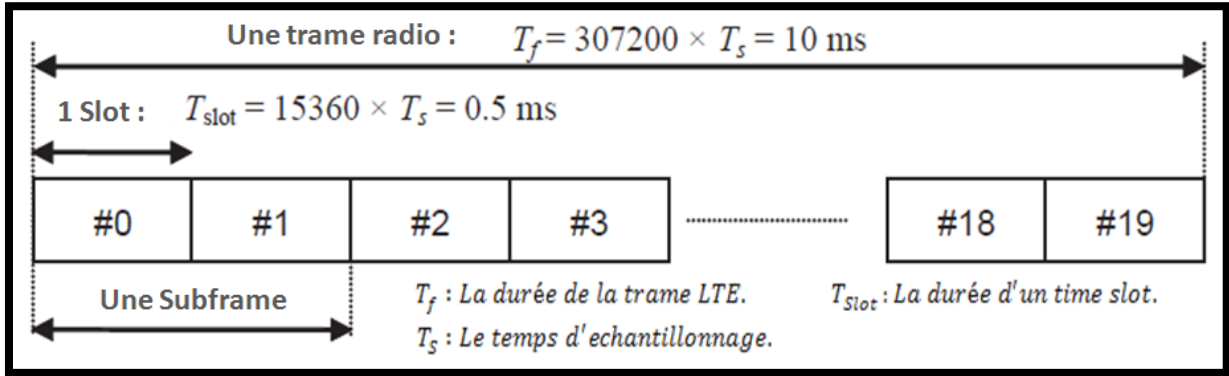 Une trame radio : T_f = 307200 × T_s = 10 ms
1 Slot : T_slot = 15360 × T_s = 0.5 ms
#0 #1 #2 #3 #18 #19
Une Subframe
T_f : La durée de la trame LTE. T_Slot : La durée d'un time slot.
T_S : Le temps d'echantillonnage.